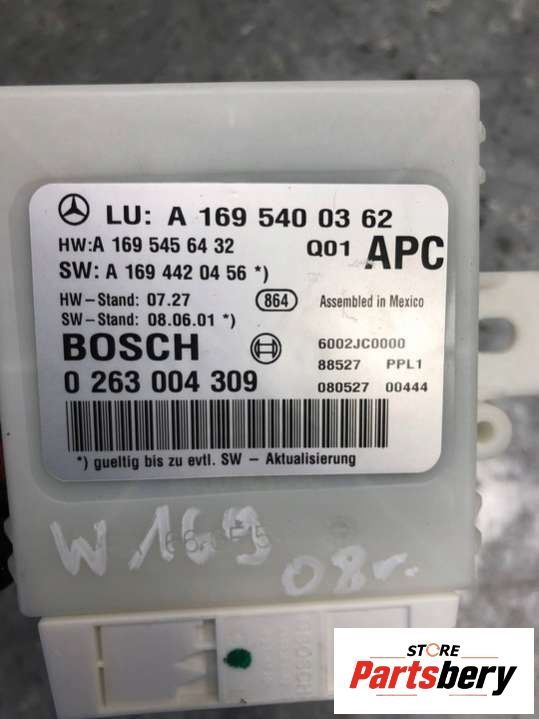 LU: A 169 540 03 62
HW:A 169 545 64 32 Q01 APC
SW: A 169 442 04 56 *)
HW-Stand: 07.27 864 Assembled in Mexico
SW-Stand: 08.06.01 *)
BOSCH 6002JC0000
88527 PPL1
0 263 004 309 080527 00444
*) gueltig bis zu evtl. SW - Aktualisierung
W 169
08r.
BOSCH
STORE
Partsbery